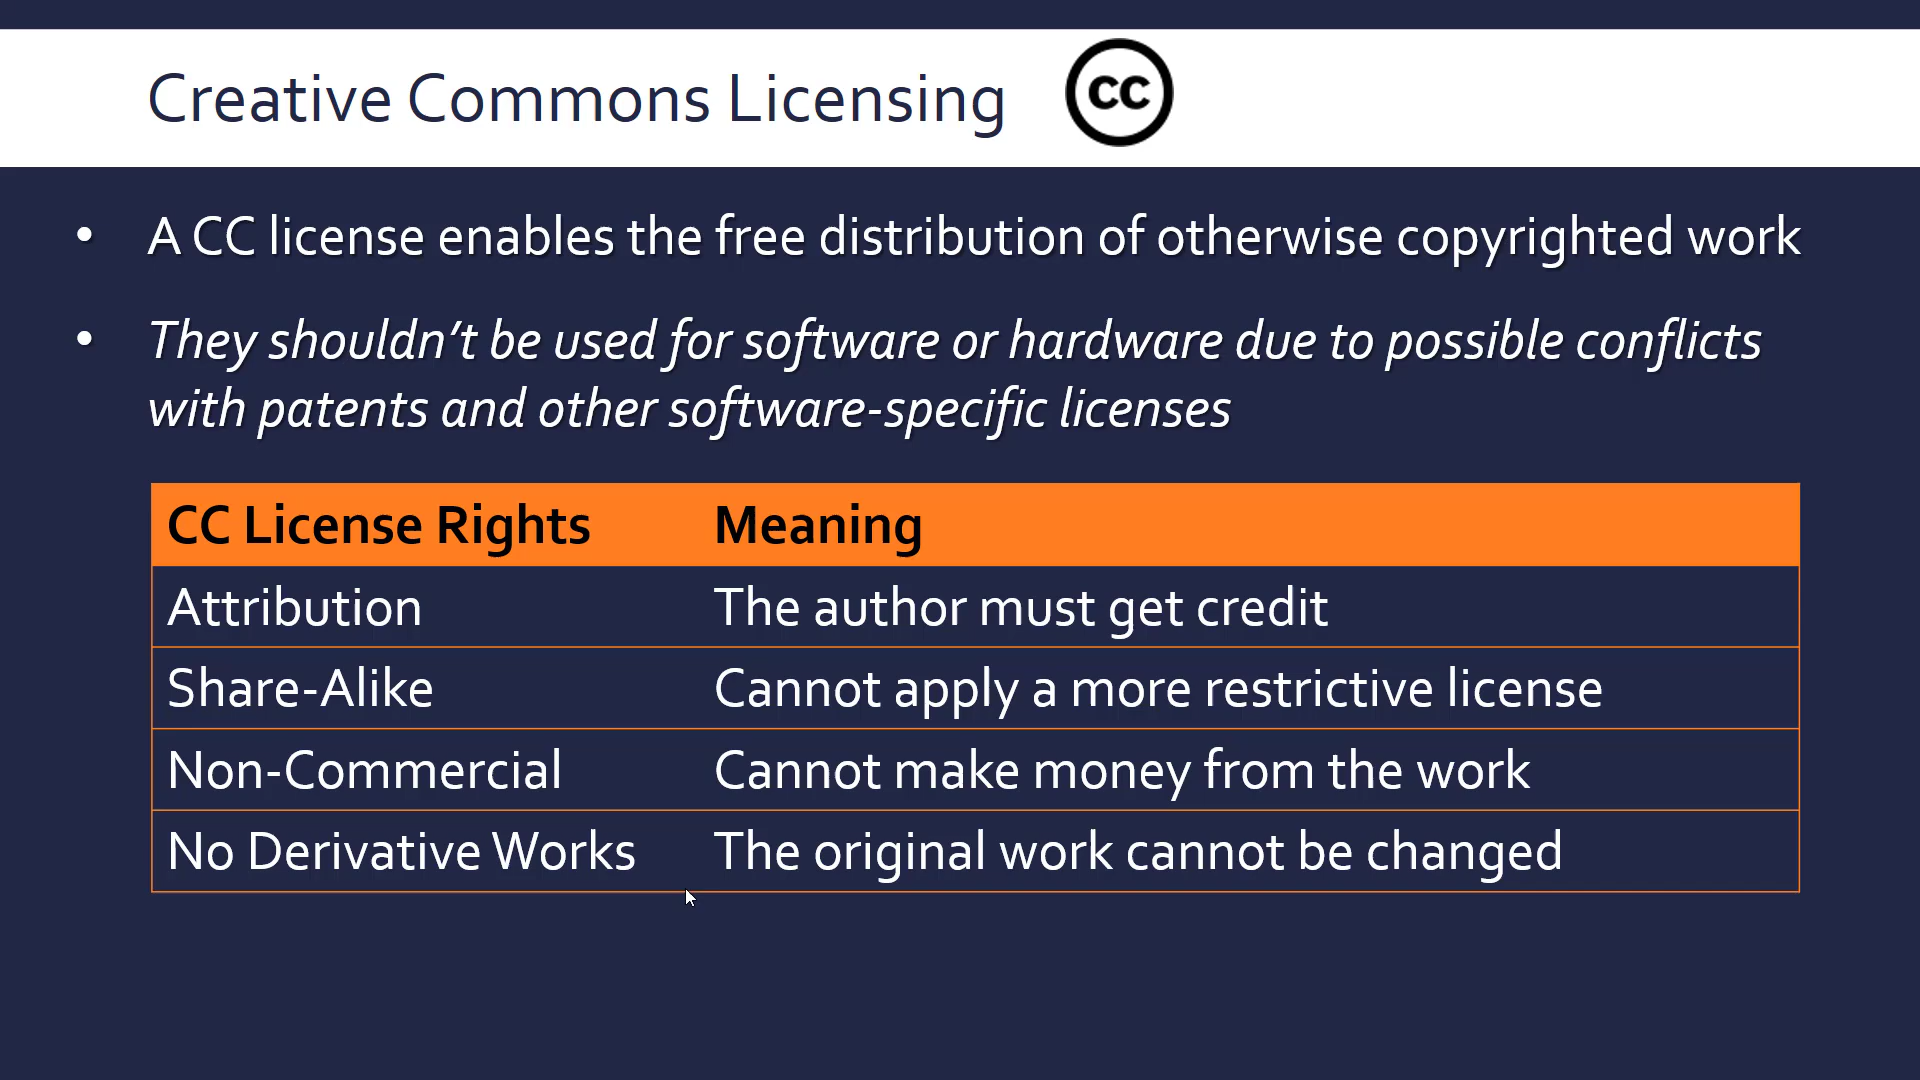 Creative Commons Licensing
CC
• A CC license enables the free distribution of otherwise copyrighted work
• They shouldn't be used for software or hardware due to possible conflicts
with patents and other software-specific licenses
CC License Rights Meaning
Attribution The author must get credit
Share-Alike Cannot apply a more restrictive license
Non-Commercial Cannot make money from the work
No Derivative Works The original work cannot be changed